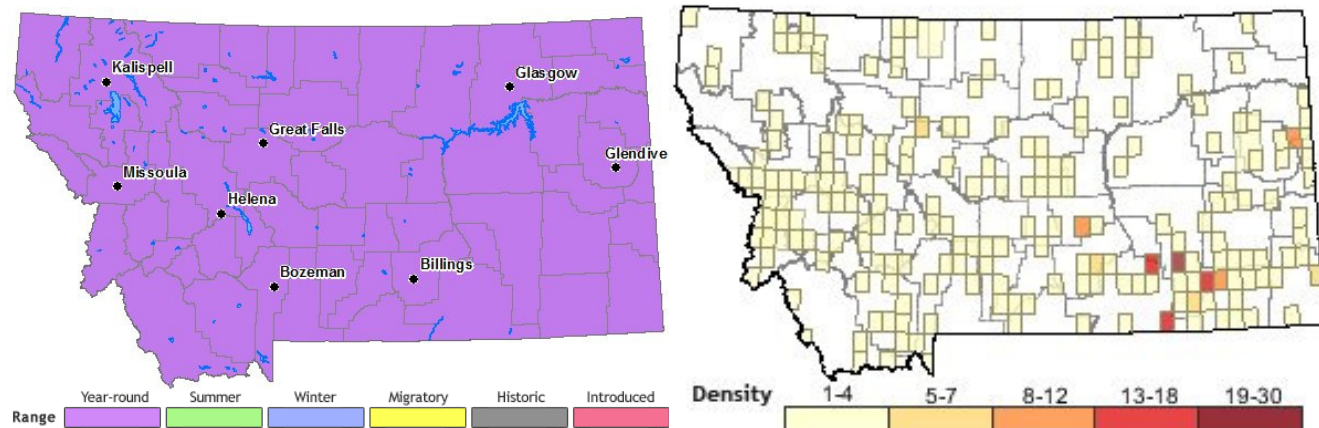 Kalispell
Glasgow
Great Falls
Glendive
Missoula
Helena
Bozeman
Billings
Year-round Summer Winter Migratory Historic Introduced
Range
Density 1-4 5-7 8-12 13-18 19-30